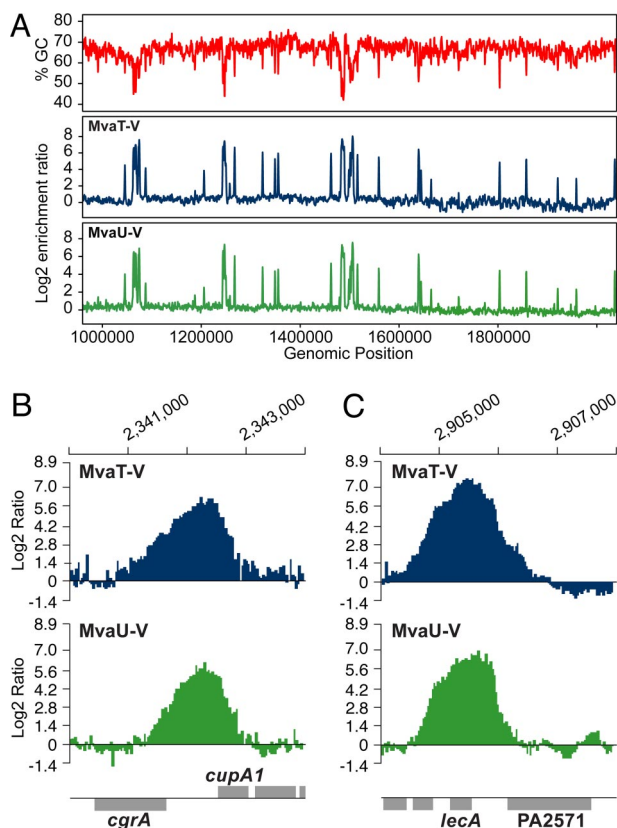 A
% GC
80
70
60
50
40
MvaT-V
8
6
4
2
0
Log2 enrichment ratio
MvaU-V
8
6
4
2
0
1000000 1200000 1400000 1600000 1800000
Genomic Position
B
2,341,000 2,343,000
MvaT-V
Log2 Ratio
8.9
7.0
5.6
4.2
2.8
1.4
0
-1.4
MvaU-V
Log2 Ratio
8.9
7.0
5.6
4.2
2.8
1.4
0
-1.4
cupA1
cgrA
C
2,905,000 2,907,000
MvaT-V
8.9
7.0
5.6
4.2
2.8
1.4
0
-1.4
MvaU-V
8.9
7.0
5.6
4.2
2.8
1.4
0
-1.4
lecA PA2571